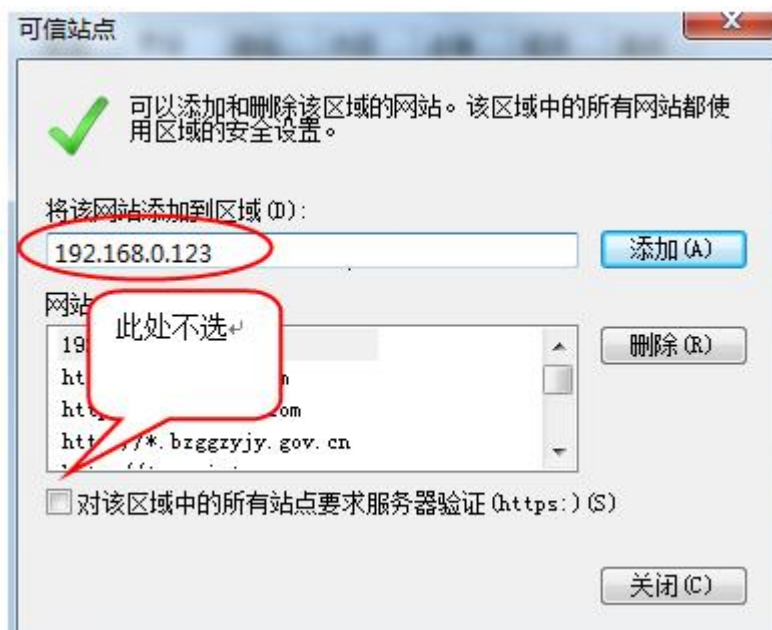 可信站点
可以添加和删除该区域的网站。该区域中的所有网站都使
用区域的安全设置。
将该网站添加到区域(D):
192.168.0.123
添加(A)
网站
此处不选
19
删除(R)
ht
htt om
htt //*.bzggzyjy.gov.cn
对该区域中的所有站点要求服务器验证(https:)(S)
关闭(C)